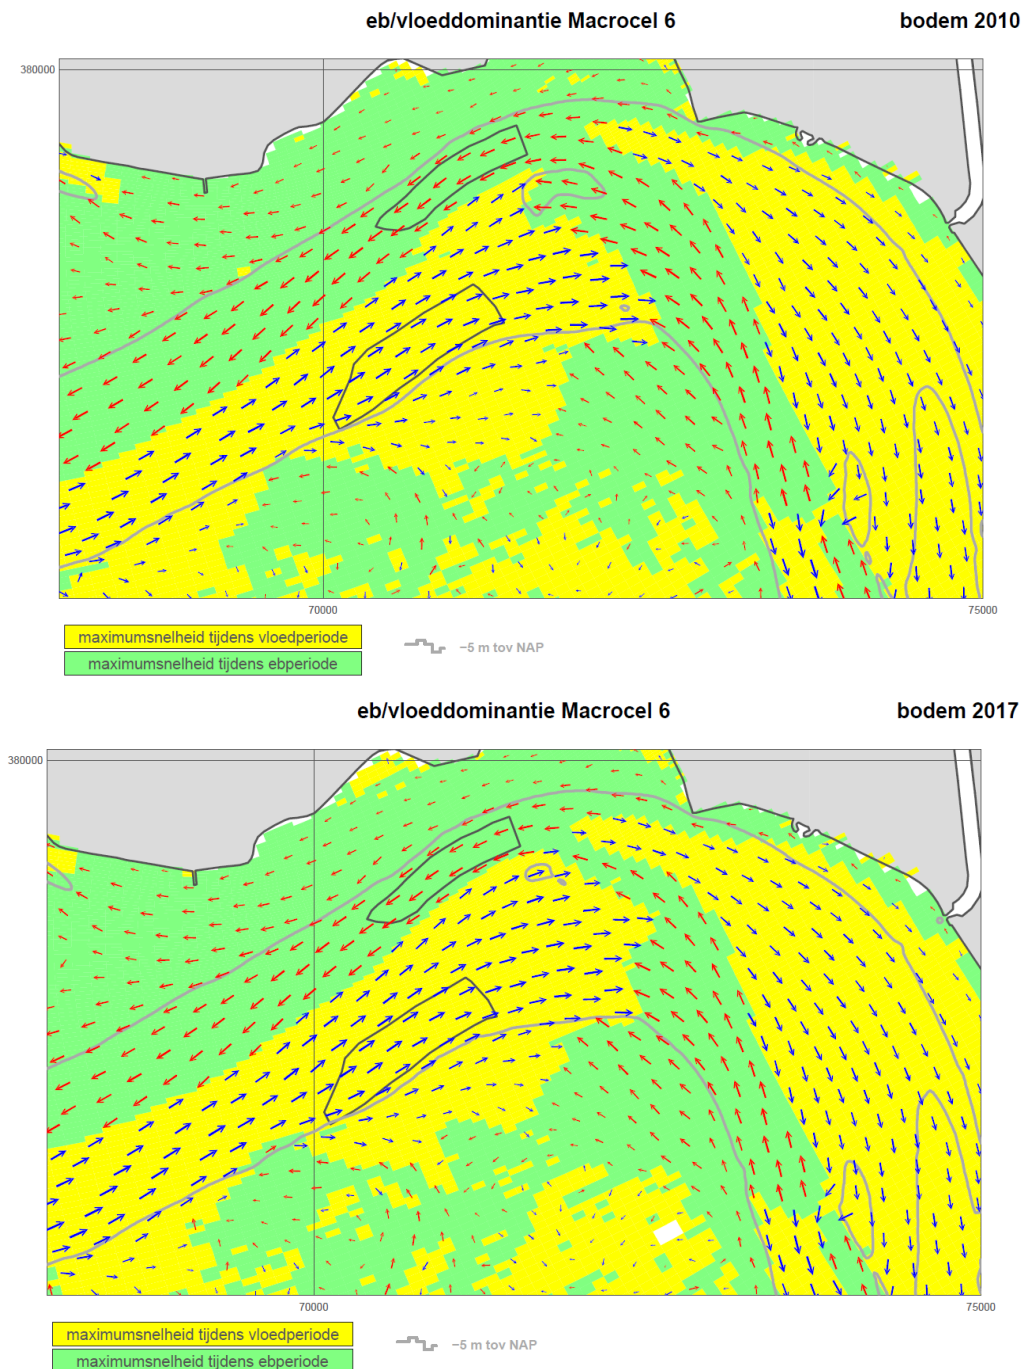 eb/vloeddominantie Macrocel 6 bodem 2010
380000
70000 75000
maximumsnelheid tijdens vloedperiode
maximumsnelheid tijdens ebperiode
−5 m tov NAP
eb/vloeddominantie Macrocel 6 bodem 2017
380000
70000 75000
maximumsnelheid tijdens vloedperiode
maximumsnelheid tijdens ebperiode
−5 m tov NAP